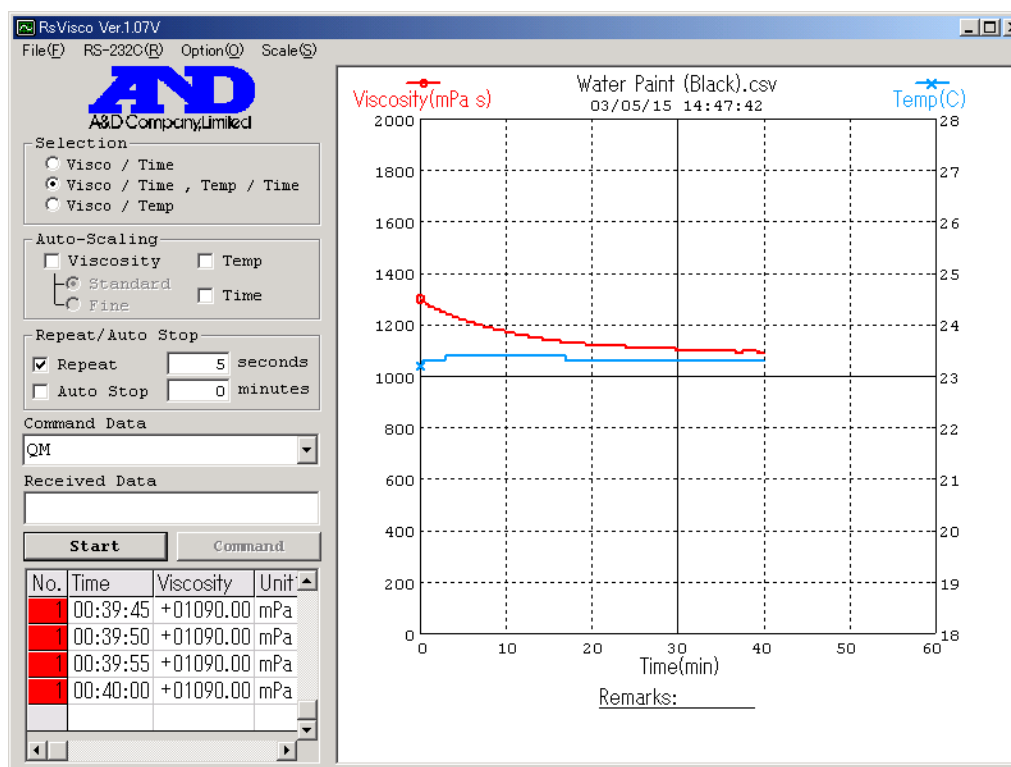 RsVisco Ver.1.07V
File(F) RS-232C(R) Option(O) Scale(S)
AND
A&D Company,Limited
Selection
Visco / Time
Visco / Time , Temp / Time
Visco / Temp
Auto-Scaling
Viscosity Temp
Standard
Fine
Time
Repeat/Auto Stop
Repeat 5 seconds
Auto Stop 0 minutes
Command Data
QM
Received Data
Start Command
No. Time Viscosity Unit
1 00:39:45 +01090.00 mPa
1 00:39:50 +01090.00 mPa
1 00:39:55 +01090.00 mPa
1 00:40:00 +01090.00 mPa
Water Paint (Black).csv
Viscosity(mPa s) 03/05/15 14:47:42 Temp(C)
2000 28
1800 27
1600 26
1400 25
1200 24
1000 23
800 22
600 21
400 20
200 19
0 18
0 10 20 30 40 50 60
Time(min)
Remarks: